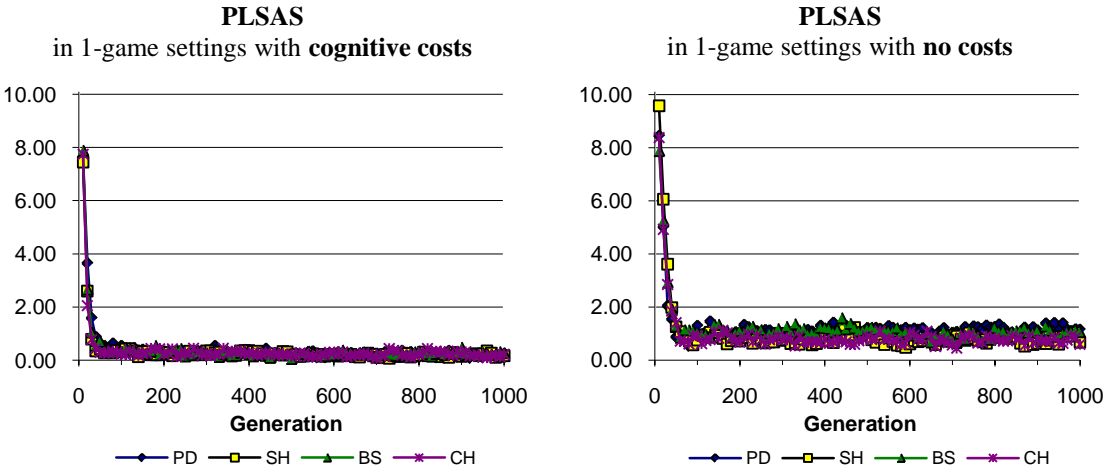 PLSAS
in 1-game settings with cognitive costs
10.00
8.00
6.00
4.00
2.00
0.00
0 200 400 600 800 1000
Generation
PD SH BS CH
PLSAS
in 1-game settings with no costs
10.00
8.00
6.00
4.00
2.00
0.00
0 200 400 600 800 1000
Generation
PD SH BS CH